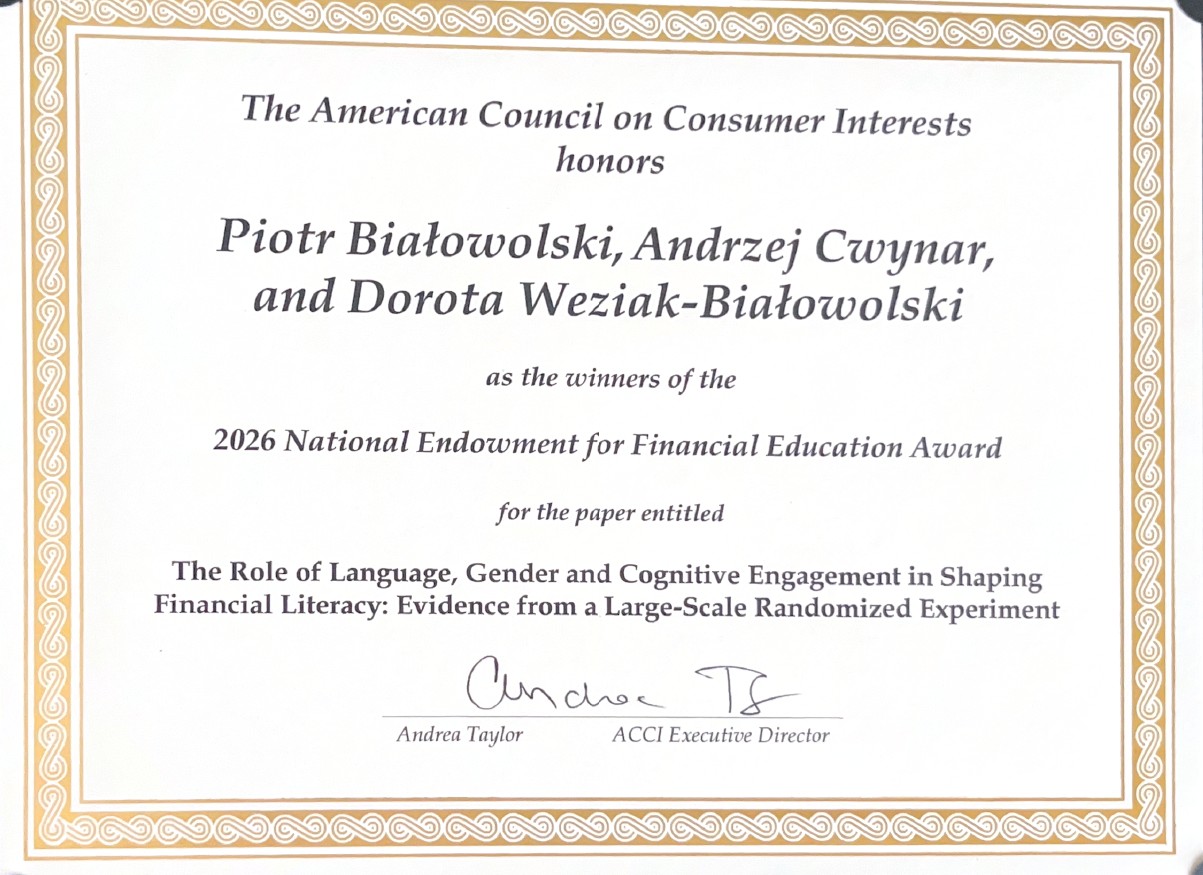 The American Council on Consumer Interests
honors
Piotr Białowolski, Andrzej Cwynar,
and Dorota Weziak-Białowolski
as the winners of the
2026 National Endowment for Financial Education Award
for the paper entitled
The Role of Language, Gender and Cognitive Engagement in Shaping
Financial Literacy: Evidence from a Large-Scale Randomized Experiment
Andrea Taylor ACCI Executive Director